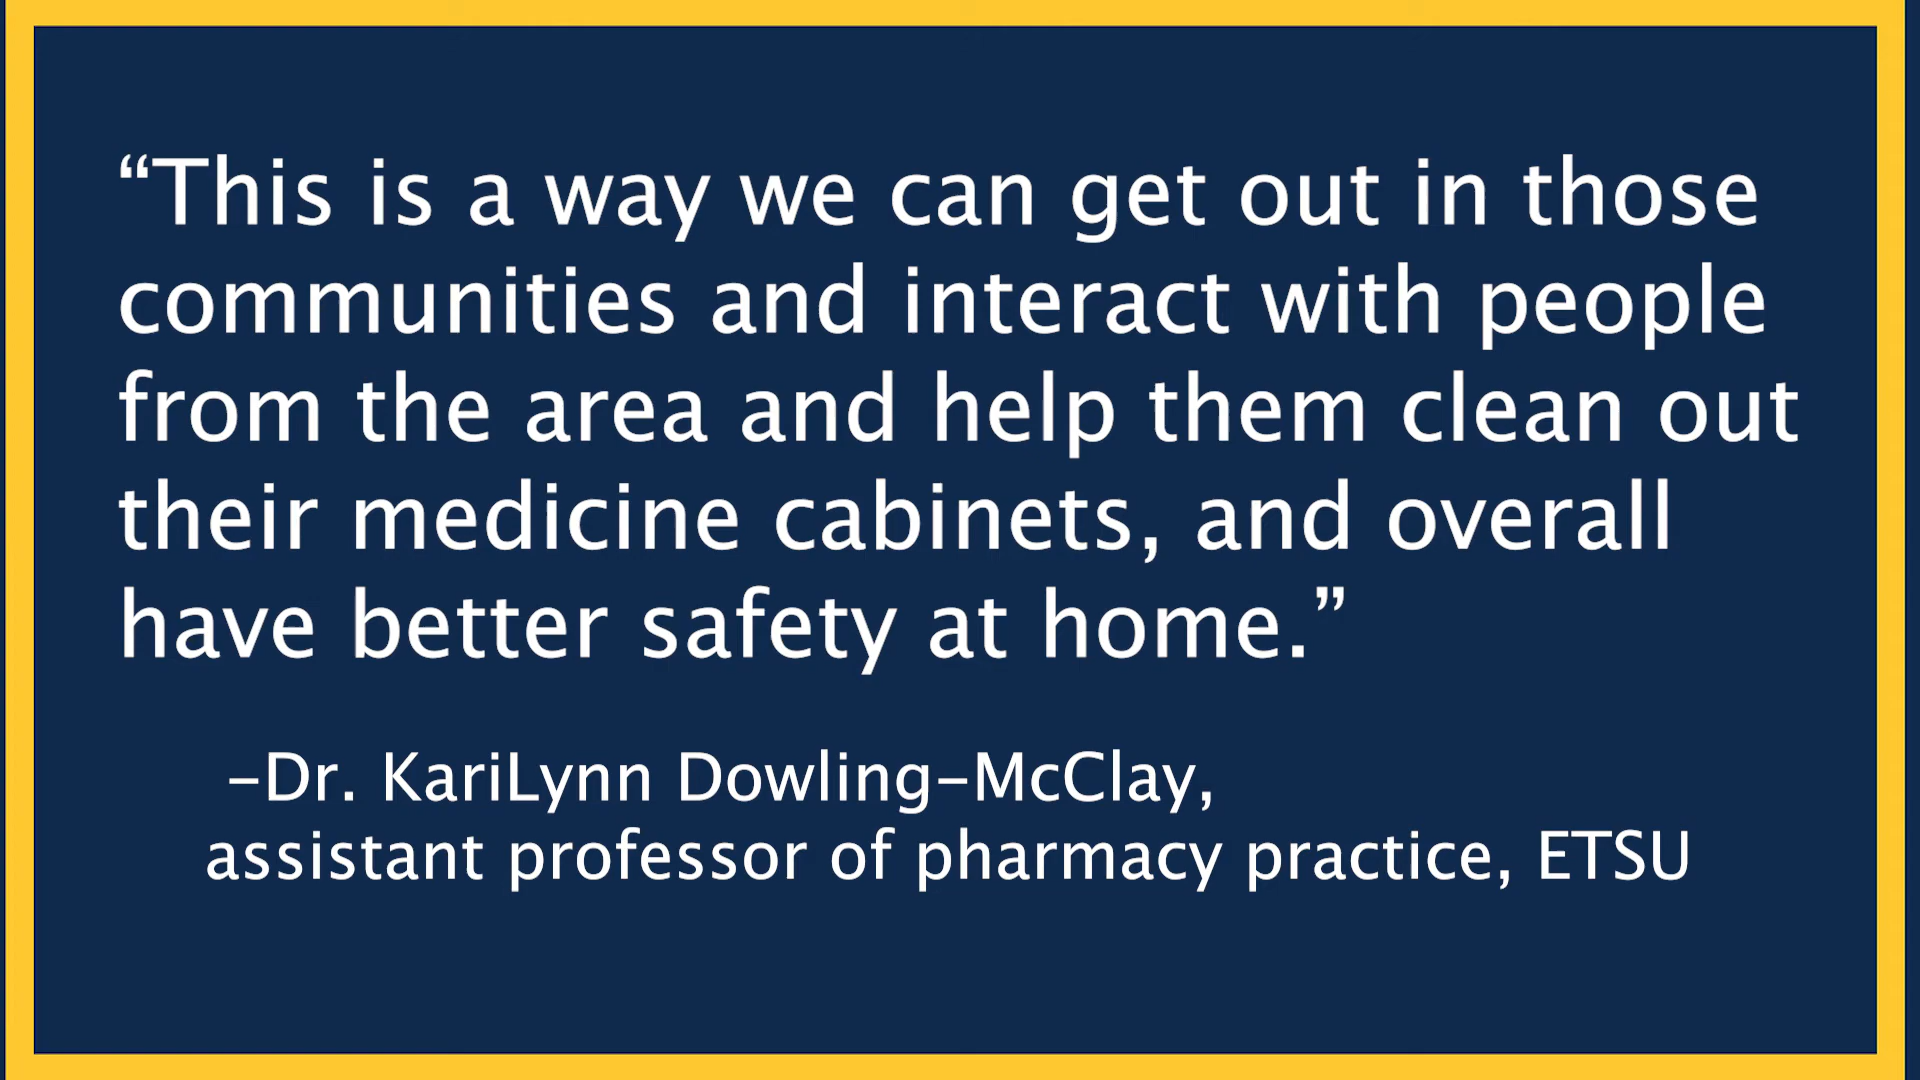 “This is a way we can get out in those
communities and interact with people
from the area and help them clean out
their medicine cabinets, and overall
have better safety at home.”
–Dr. KariLynn Dowling–McClay,
assistant professor of pharmacy practice, ETSU